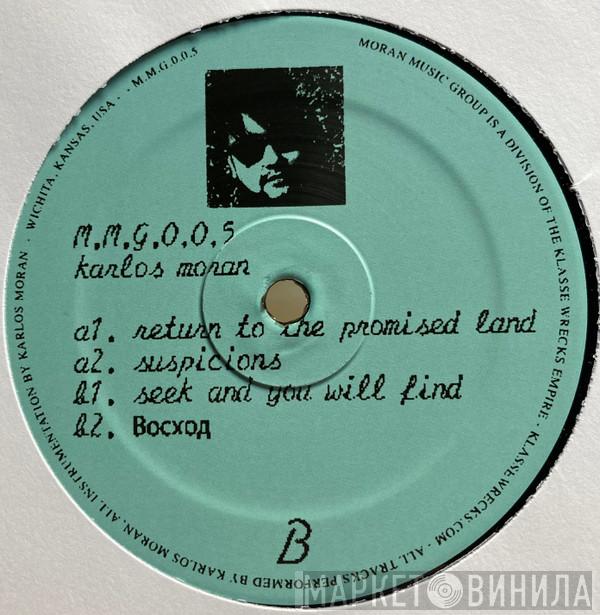 WICHITA, KANSAS, USA · - M.M.G.0.0.5
MORAN MUSIC GROUP IS A DIVISION OF THE KLASSE WRECKS EMPIRE · KLASSEWRECKS.COM - ALL TRACKS PERFORMED BY KARLOS MORAN. ALL INSTRUMENTATION BY KARLOS MORAN ·
M.M.G.0.0.5
karlos moran
a1. return to the promised land
a2. suspicions
b1. seek and you will find
b2. Восход
B
МАРКЕТ ВИНИЛА